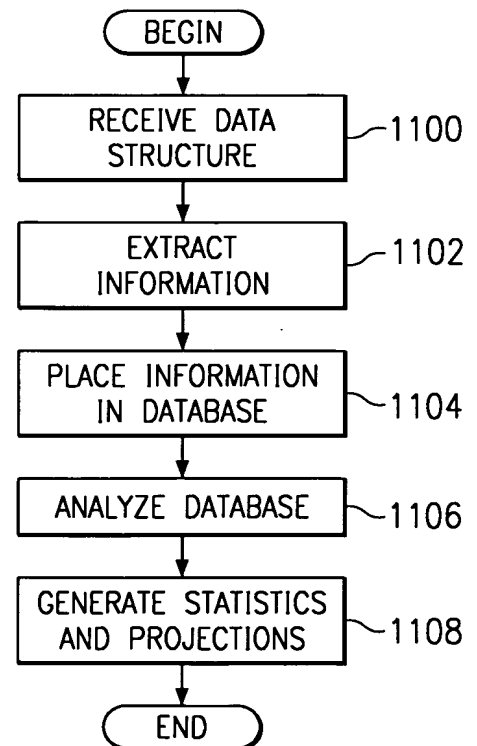 BEGIN
RECEIVE DATA
STRUCTURE
1100
EXTRACT
INFORMATION
1102
PLACE INFORMATION
IN DATABASE
1104
ANALYZE DATABASE
1106
GENERATE STATISTICS
AND PROJECTIONS
1108
END